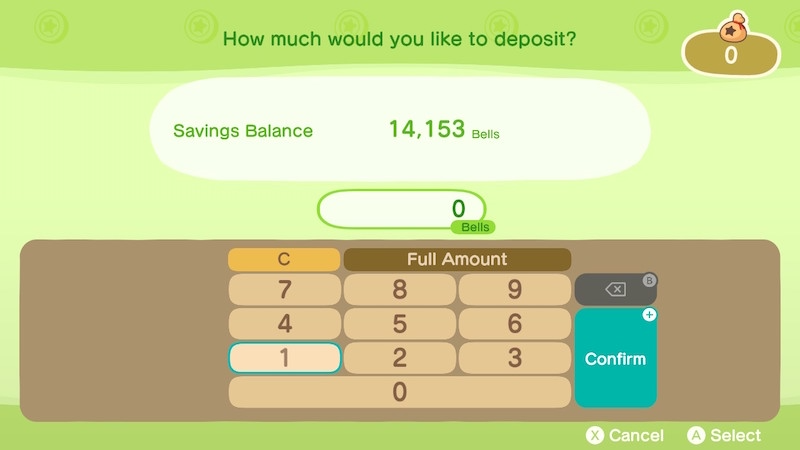 How much would you like to deposit?
0
Savings Balance 14,153 Bells
0
Bells
C Full Amount
7 8 9
B
4 5 6
+
1 2 3 Confirm
0
X Cancel A Select